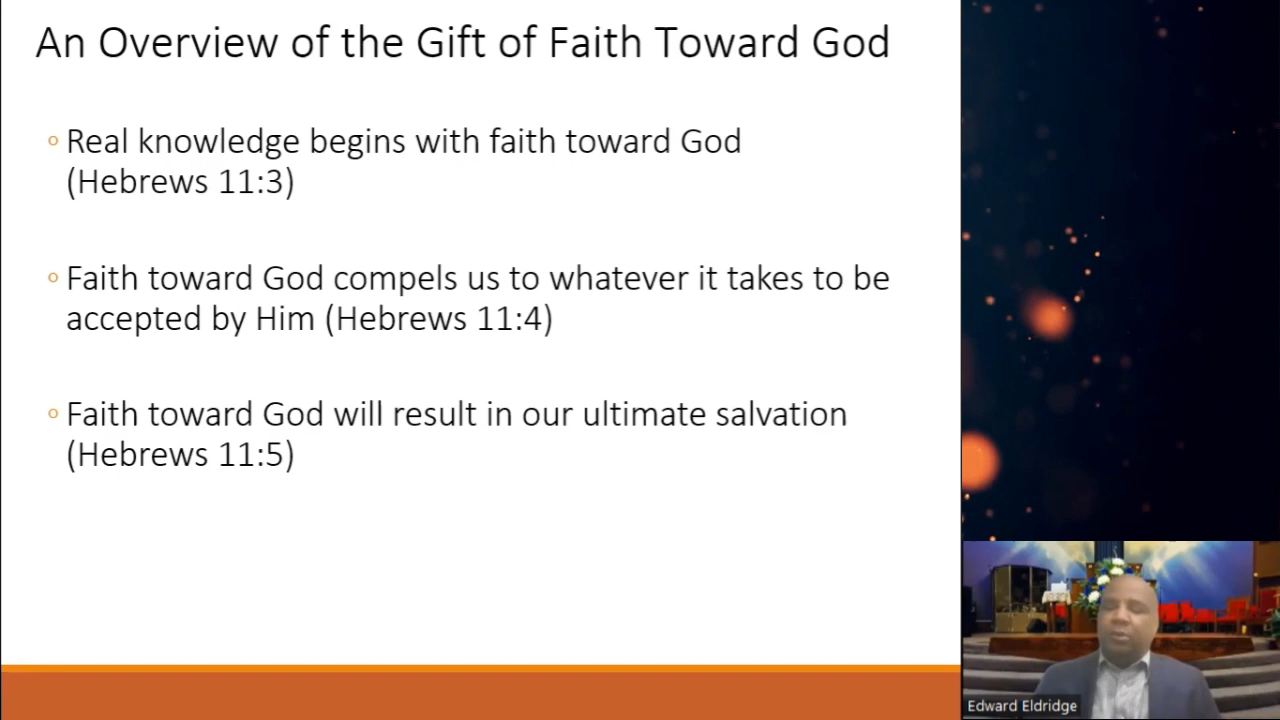 An Overview of the Gift of Faith Toward God
◦ Real knowledge begins with faith toward God
(Hebrews 11:3)
◦ Faith toward God compels us to whatever it takes to be
accepted by Him (Hebrews 11:4)
◦ Faith toward God will result in our ultimate salvation
(Hebrews 11:5)
Edward Eldridge